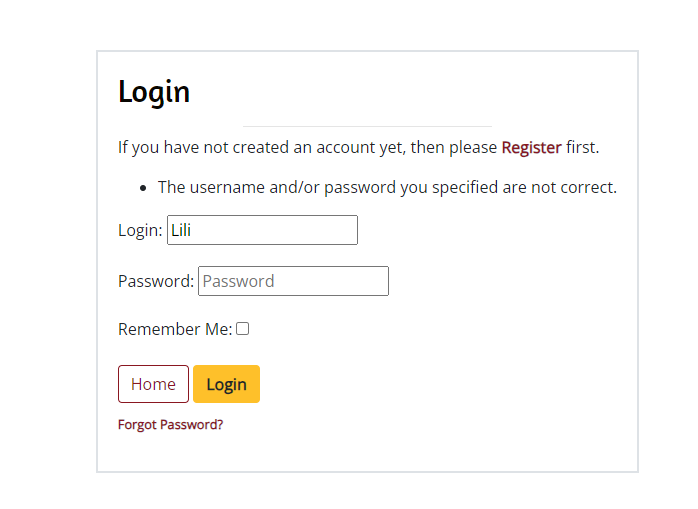 Login
If you have not created an account yet, then please Register first.
• The username and/or password you specified are not correct.
Login: Lili
Password: Password
Remember Me:
Home Login
Forgot Password?